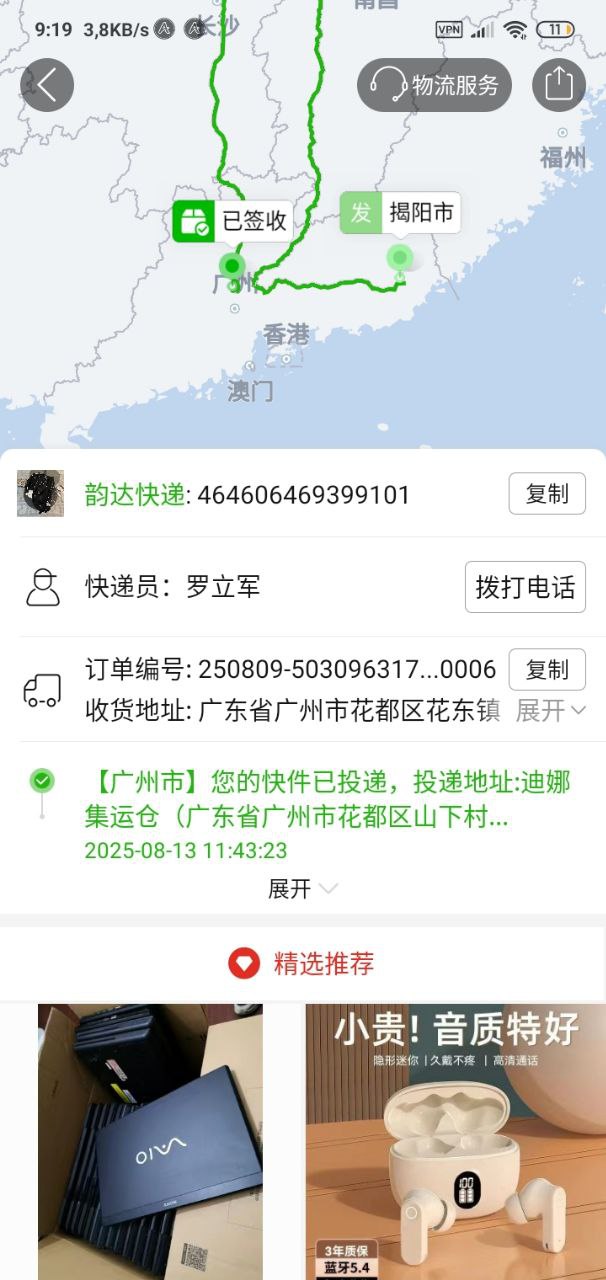 9:19 3,8KB/s
VPN
11
长沙
南昌
物流服务
福州
已签收
发 揭阳市
广州
香港
澳门
韵达快递: 464606469399101
复制
快递员：罗立军
拨打电话
订单编号: 250809-503096317...0006
复制
收货地址: 广东省广州市花都区花东镇 展开
【广州市】您的快件已投递，投递地址:迪娜
集运仓（广东省广州市花都区山下村...
2025-08-13 11:43:23
展开
精选推荐
VAIO
小贵! 音质特好
隐形迷你 | 久戴不疼 | 高清通话
100
3年质保
蓝牙5.4